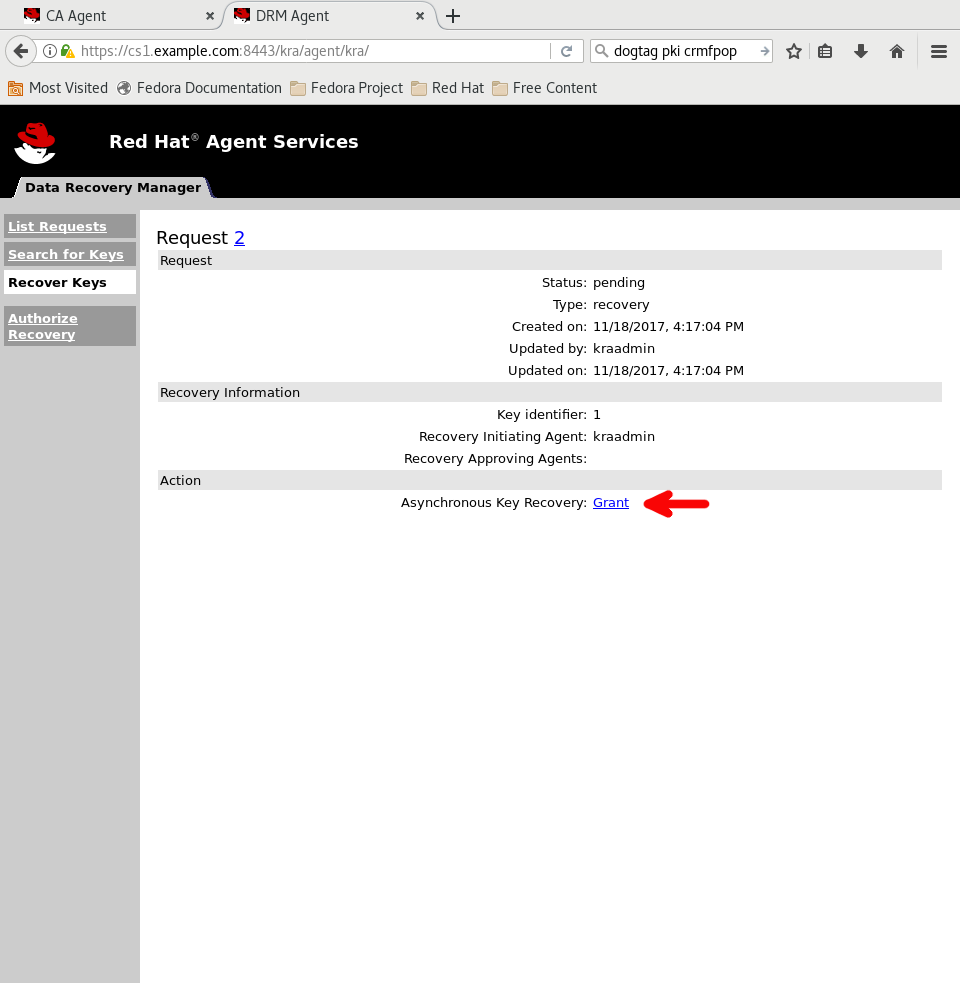 CA Agent
DRM Agent
https://cs1.example.com:8443/kra/agent/kra/
dogtag pki crmfpop
Most Visited
Fedora Documentation
Fedora Project
Red Hat
Free Content
Red Hat® Agent Services
Data Recovery Manager
List Requests
Search for Keys
Recover Keys
Authorize
Recovery
Request 2
Request
Status: pending
Type: recovery
Created on: 11/18/2017, 4:17:04 PM
Updated by: kraadmin
Updated on: 11/18/2017, 4:17:04 PM
Recovery Information
Key identifier: 1
Recovery Initiating Agent: kraadmin
Recovery Approving Agents:
Action
Asynchronous Key Recovery: Grant